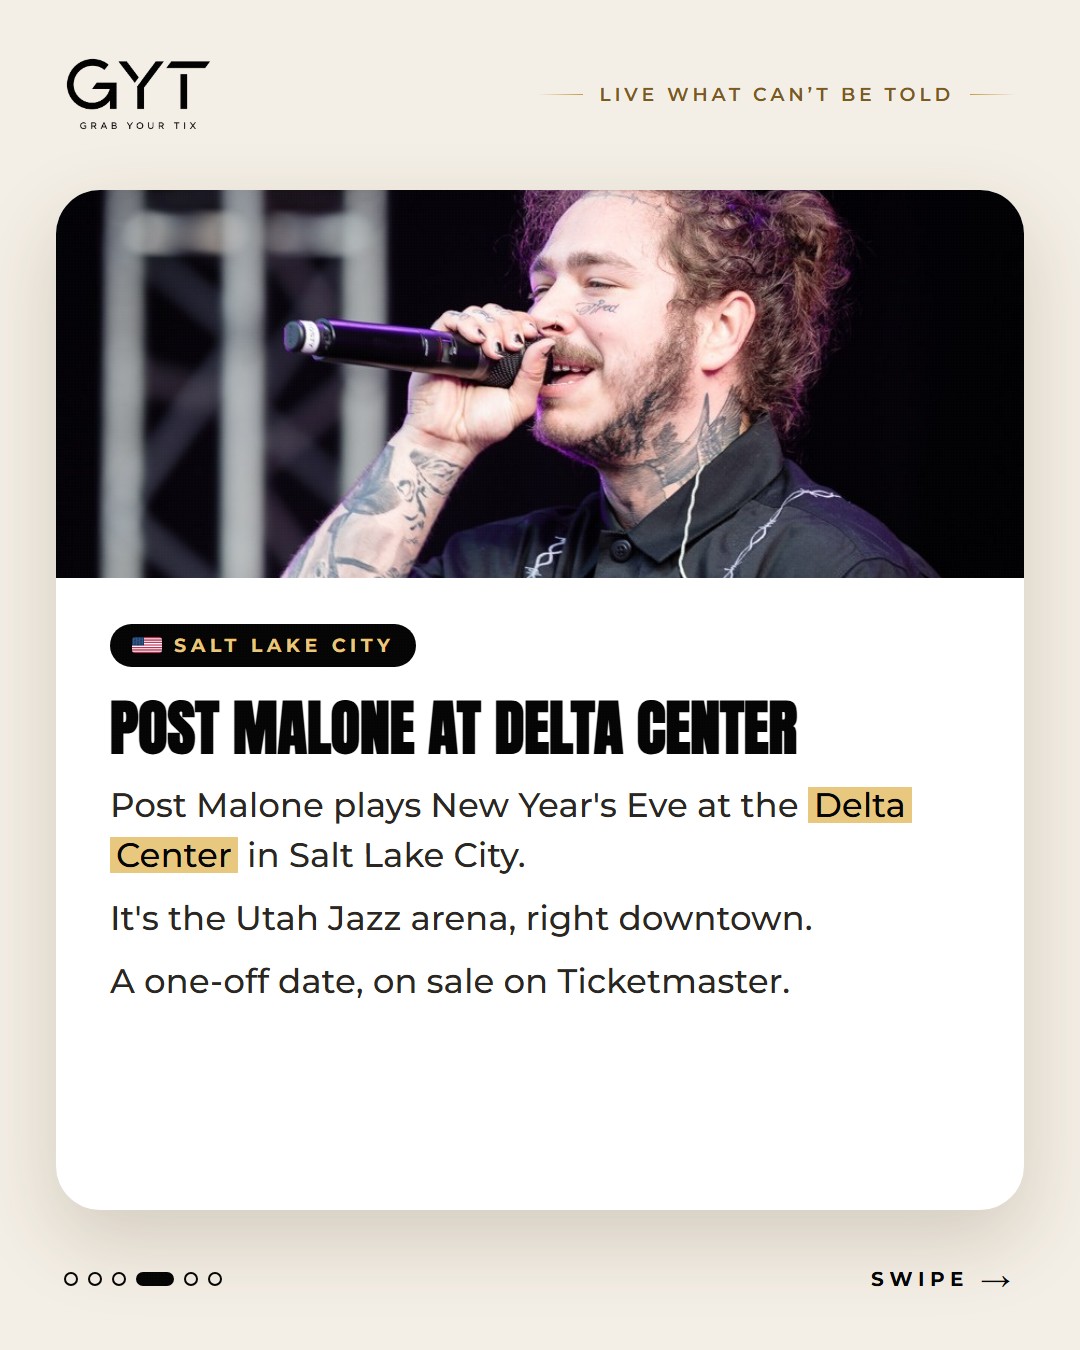 GYT
GRAB YOUR TIX
LIVE WHAT CAN’T BE TOLD
SALT LAKE CITY
POST MALONE AT DELTA CENTER
Post Malone plays New Year's Eve at the Delta
Center in Salt Lake City.
It's the Utah Jazz arena, right downtown.
A one-off date, on sale on Ticketmaster.
SWIPE →